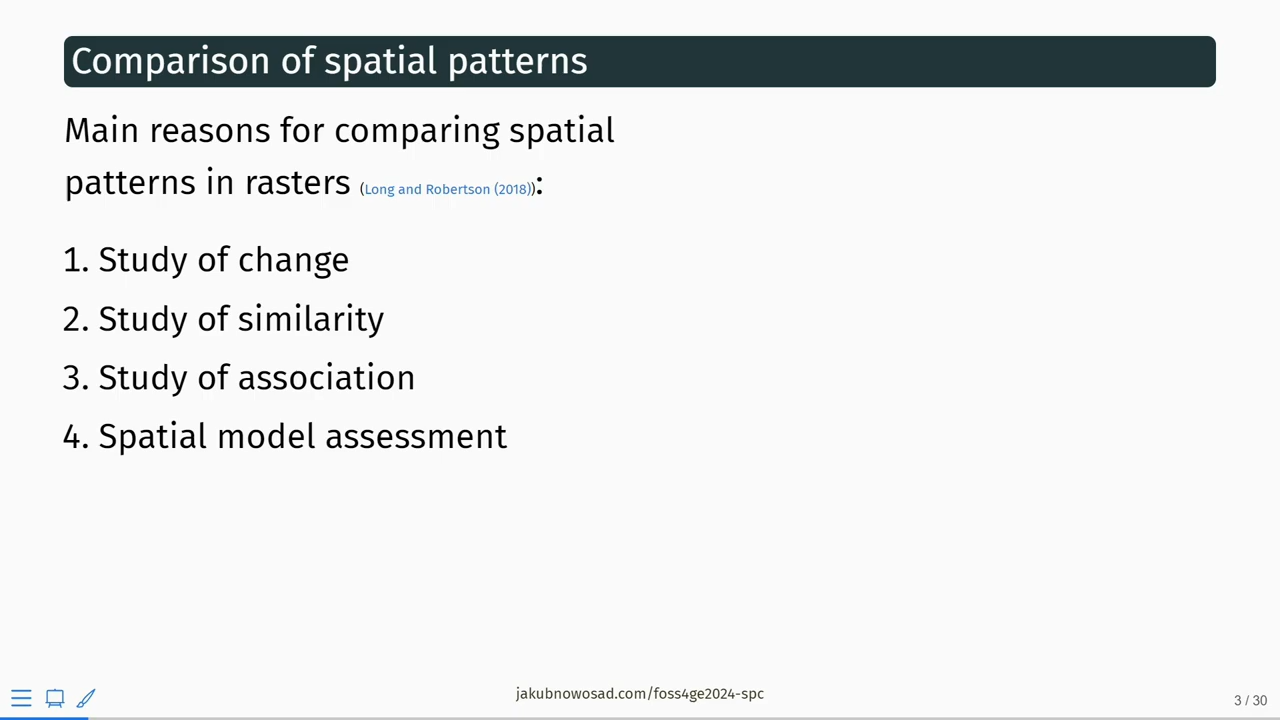 Comparison of spatial patterns
Main reasons for comparing spatial
patterns in rasters (Long and Robertson (2018)):
1. Study of change
2. Study of similarity
3. Study of association
4. Spatial model assessment
jakubnowosad.com/foss4ge2024-spc
3 / 30